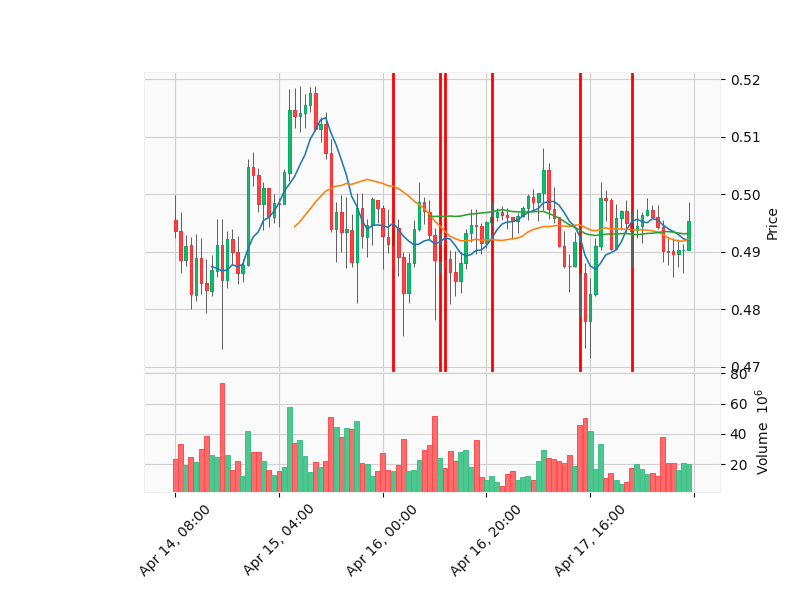 0.52
0.51
0.50
0.49
0.48
0.47
Price
80
60
40
20
Volume 10^6
Apr 14, 08:00
Apr 15, 04:00
Apr 16, 00:00
Apr 16, 20:00
Apr 17, 16:00